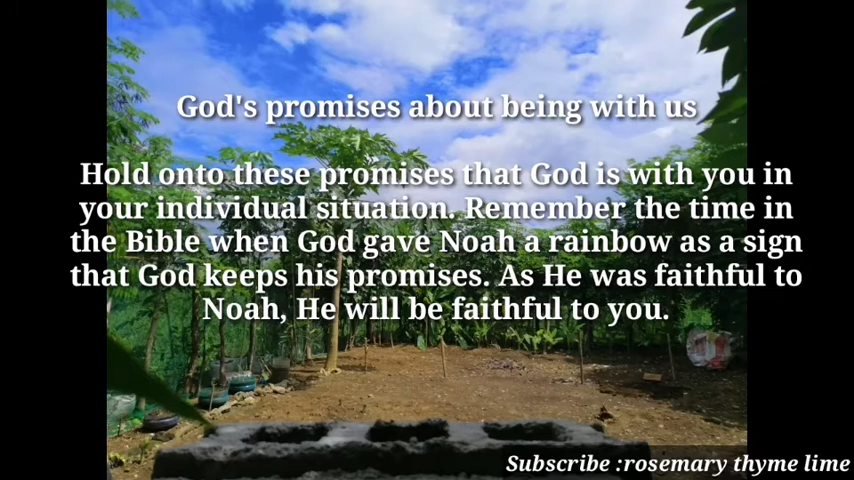 God's promises about being with us
Hold onto these promises that God is with you in
your individual situation. Remember the time in
the Bible when God gave Noah a rainbow as a sign
that God keeps his promises. As He was faithful to
Noah, He will be faithful to you.
Subscribe :rosemary thyme lime